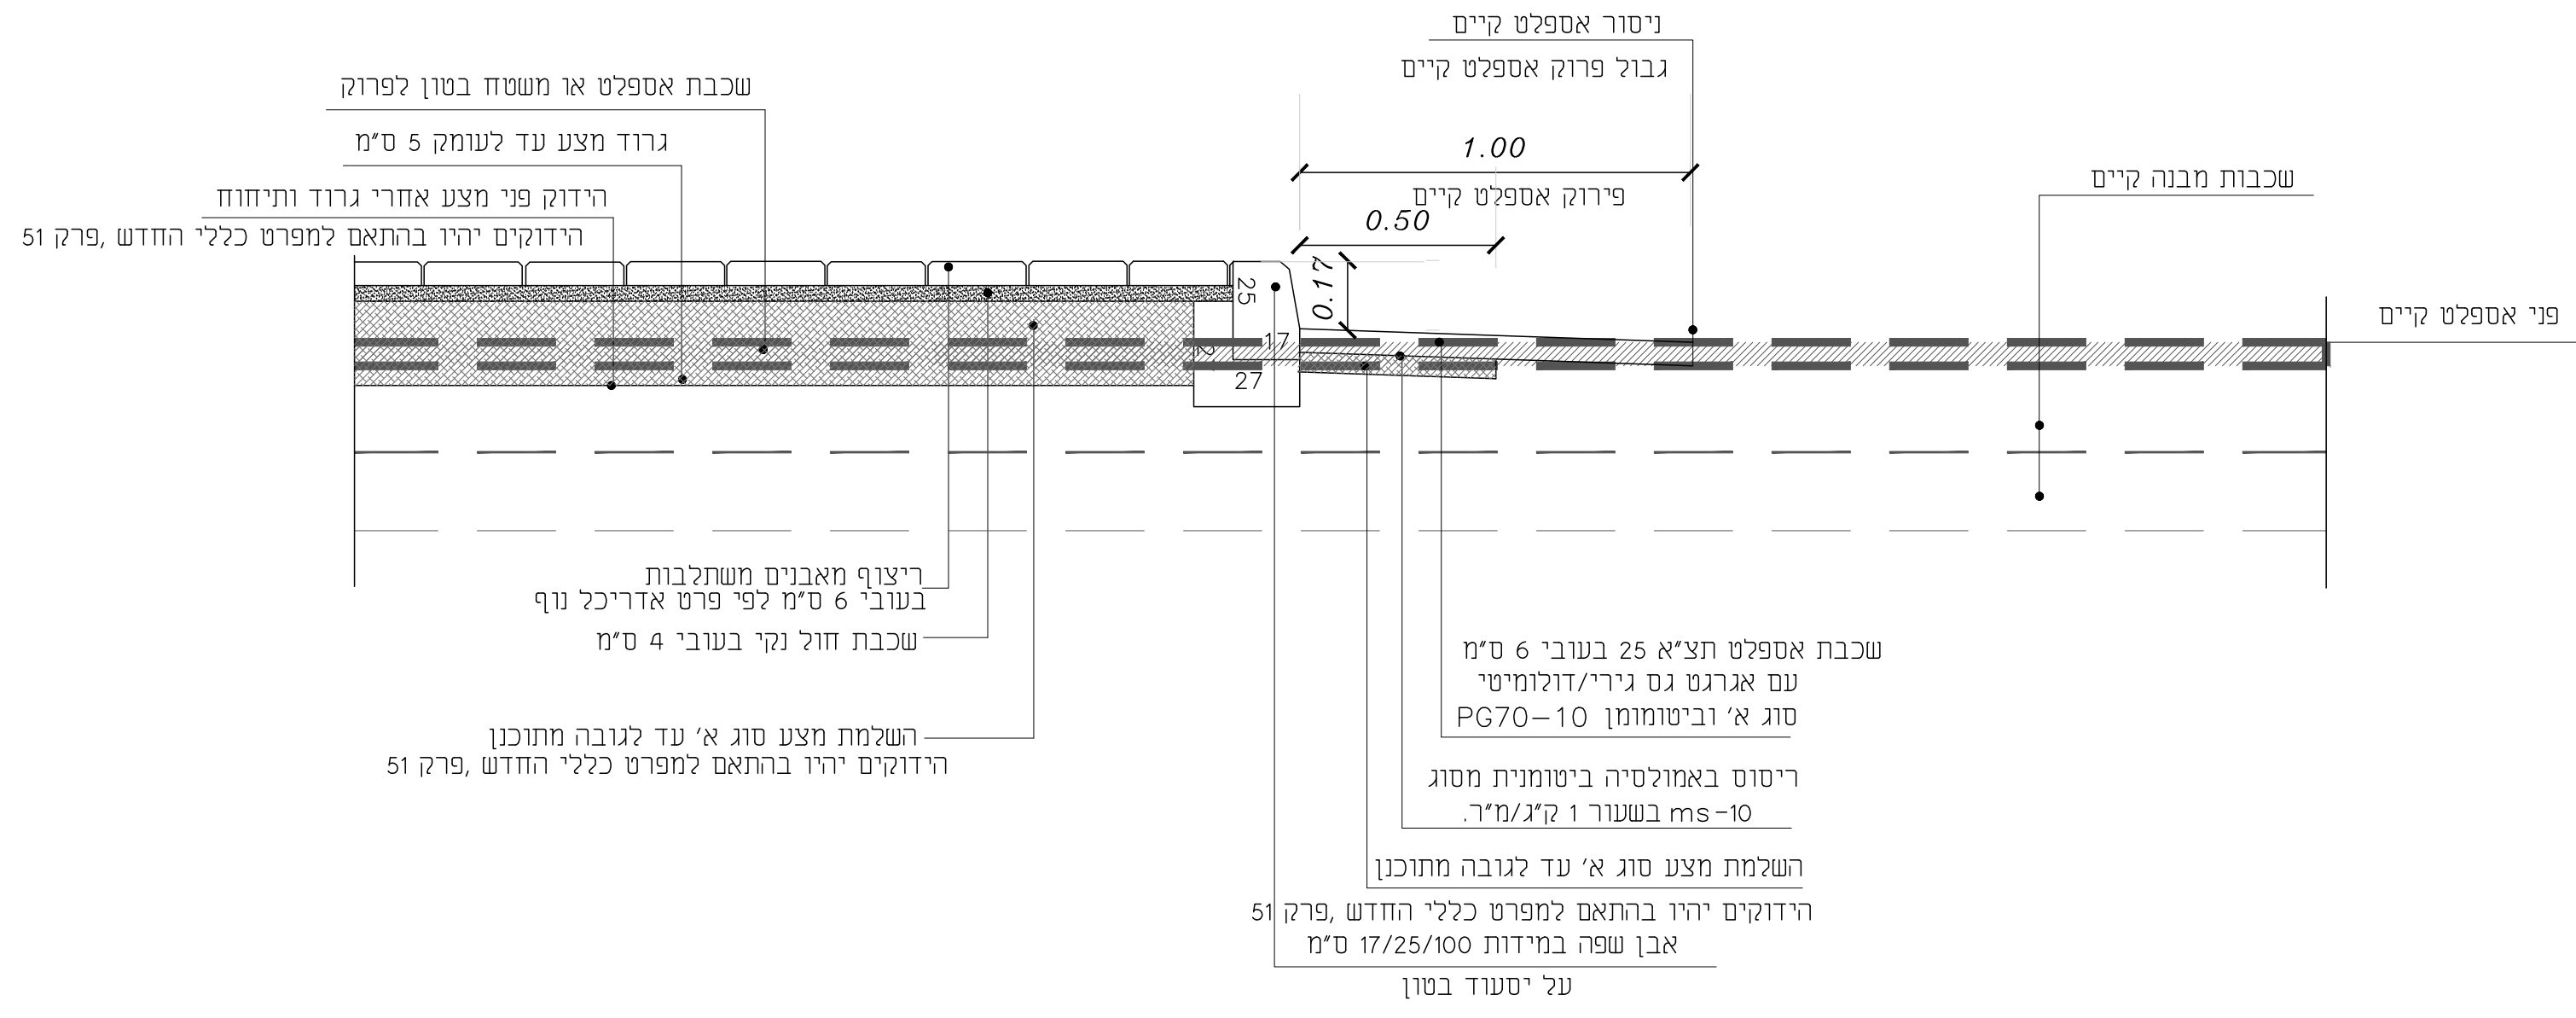 ניסור אספלט קיים
גבול פרוק אספלט קיים
שכבת אספלט או משטח בטון לפרוק
גרוד מצע עד לעומק 5 ס"מ
הידוק פני מצע אחרי גרוד ותיחוח
הידוקים יהיו בהתאם למפרט כללי החדש ,פרק 51
1.00
פירוק אספלט קיים
0.50
0.17
שכבות מבנה קיים
פני אספלט קיים
25
17
27
ריצוף מאבנים משתלבות
בעובי 6 ס"מ לפי פרט אדריכל נוף
שכבת חול נקי בעובי 4 ס"מ
השלמת מצע סוג א' עד לגובה מתוכנן
הידוקים יהיו בהתאם למפרט כללי החדש ,פרק 51
שכבת אספלט תצ"א 25 בעובי 6 ס"מ
עם אגרגט גס גירי/דולומיטי
סוג א' וביטומומן PG70-10
ריסוס באמולסיה ביטומנית מסוג
ms-10 בשעור 1 ק"ג/מ"ר.
השלמת מצע סוג א' עד לגובה מתוכנן
הידוקים יהיו בהתאם למפרט כללי החדש ,פרק 51
אבן שפה במידות 17/25/100 ס"מ
על יסעוד בטון